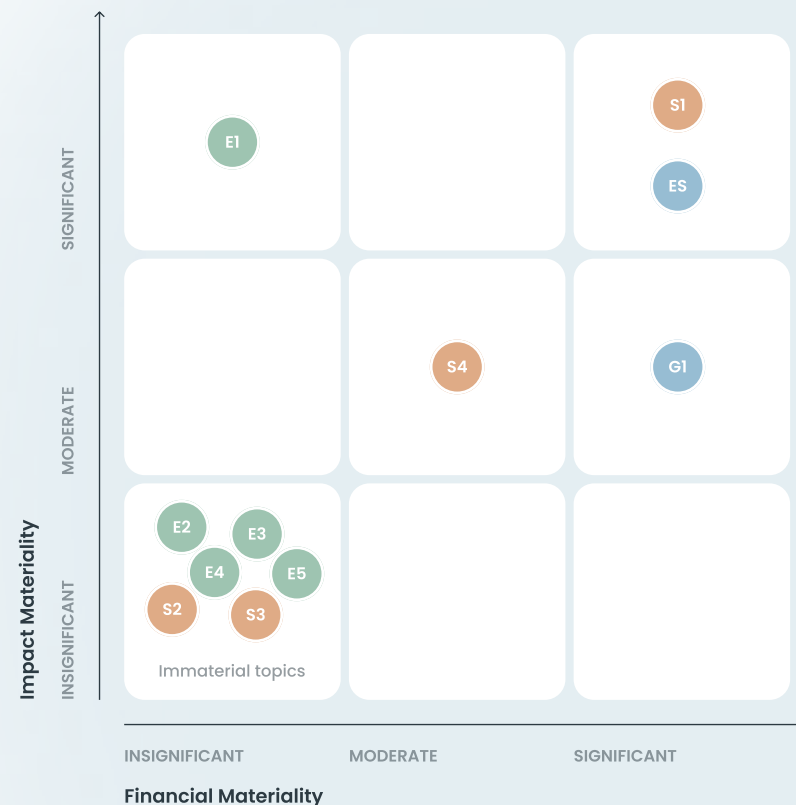 SIGNIFICANT
E1
S1
ES
MODERATE
S4
G1
Impact Materiality
INSIGNIFICANT
E2
E3
E4
E5
S2
S3
Immaterial topics
INSIGNIFICANT
MODERATE
SIGNIFICANT
Financial Materiality